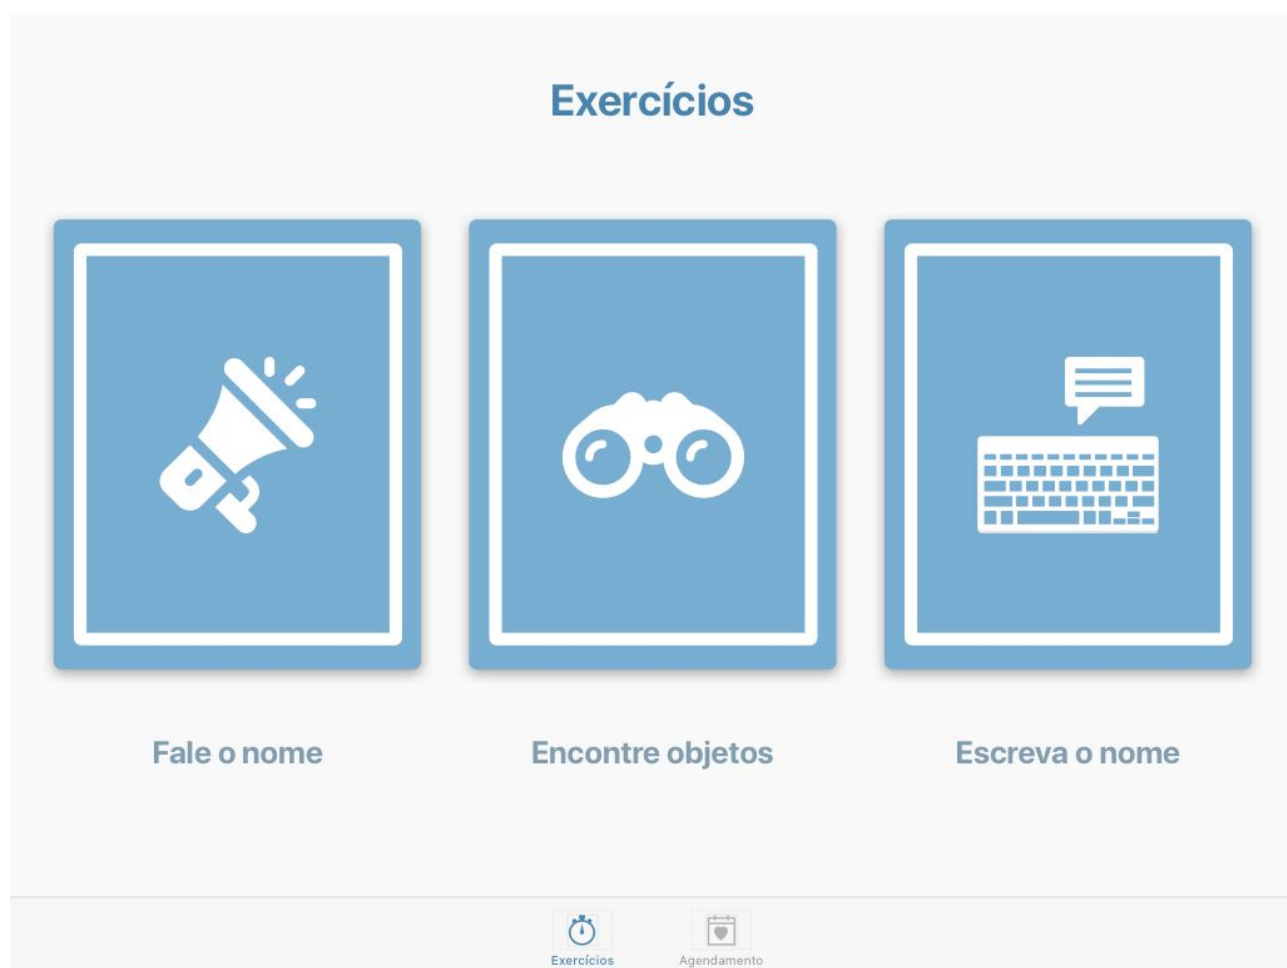 Exercícios
Fale o nome
Encontre objetos
Escreva o nome
Exercícios
Agendamento